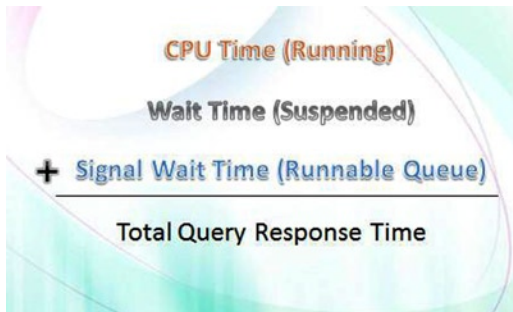 CPU Time (Running)
Wait Time (Suspended)
+ Signal Wait Time (Runnable Queue)
Total Query Response Time